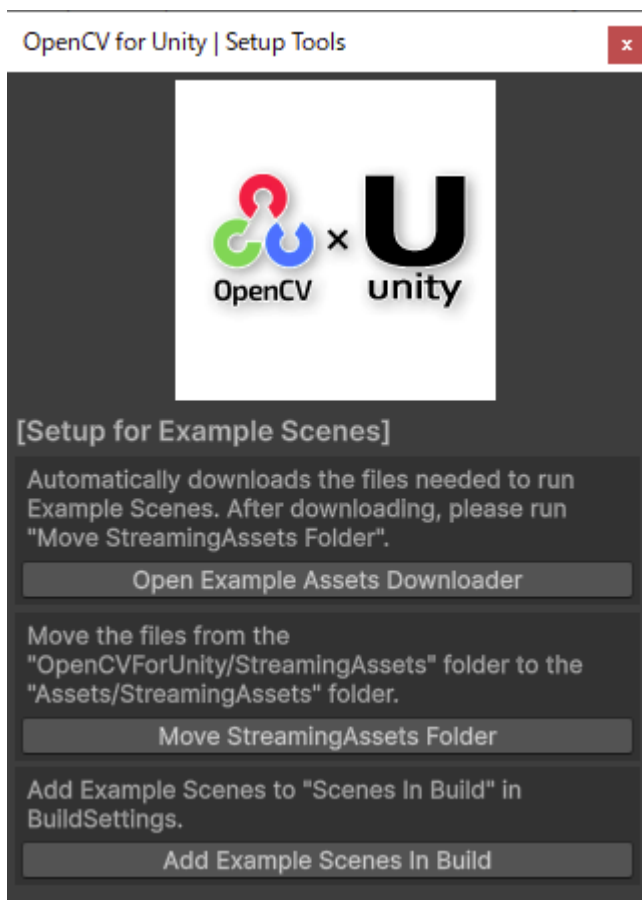 OpenCV for Unity | Setup Tools
x
× U
OpenCV unity
[Setup for Example Scenes]
Automatically downloads the files needed to run
Example Scenes. After downloading, please run
"Move StreamingAssets Folder".
Open Example Assets Downloader
Move the files from the
"OpenCVForUnity/StreamingAssets" folder to the
"Assets/StreamingAssets" folder.
Move StreamingAssets Folder
Add Example Scenes to "Scenes In Build" in
BuildSettings.
Add Example Scenes In Build